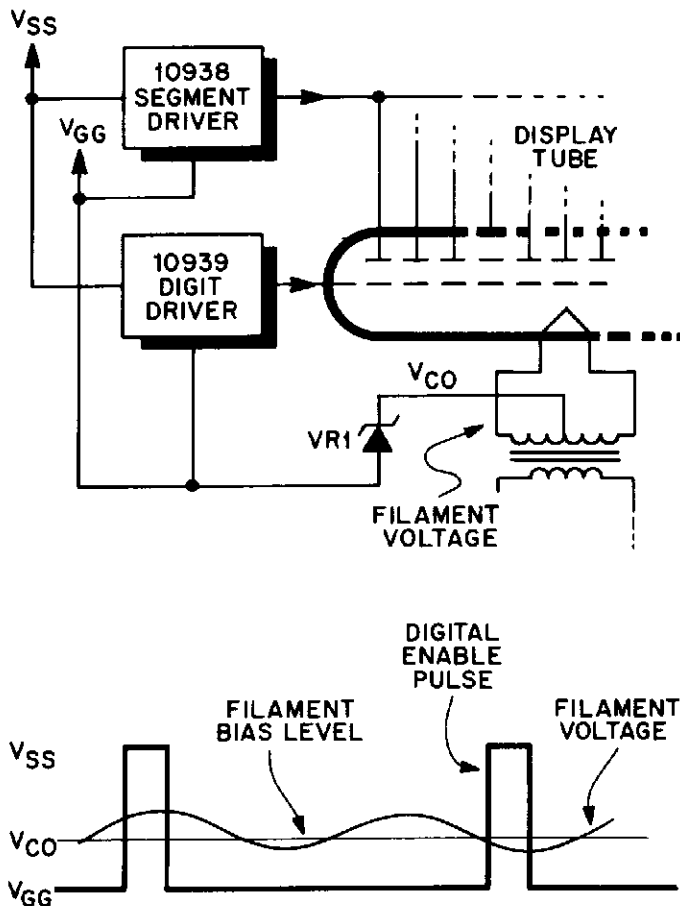 VSS
10938
SEGMENT
DRIVER
VGG
DISPLAY
TUBE
10939
DIGIT
DRIVER
VCO
VR1
FILAMENT
VOLTAGE
DIGITAL
ENABLE
PULSE
FILAMENT
BIAS LEVEL
FILAMENT
VOLTAGE
VSS
VCO
VGG